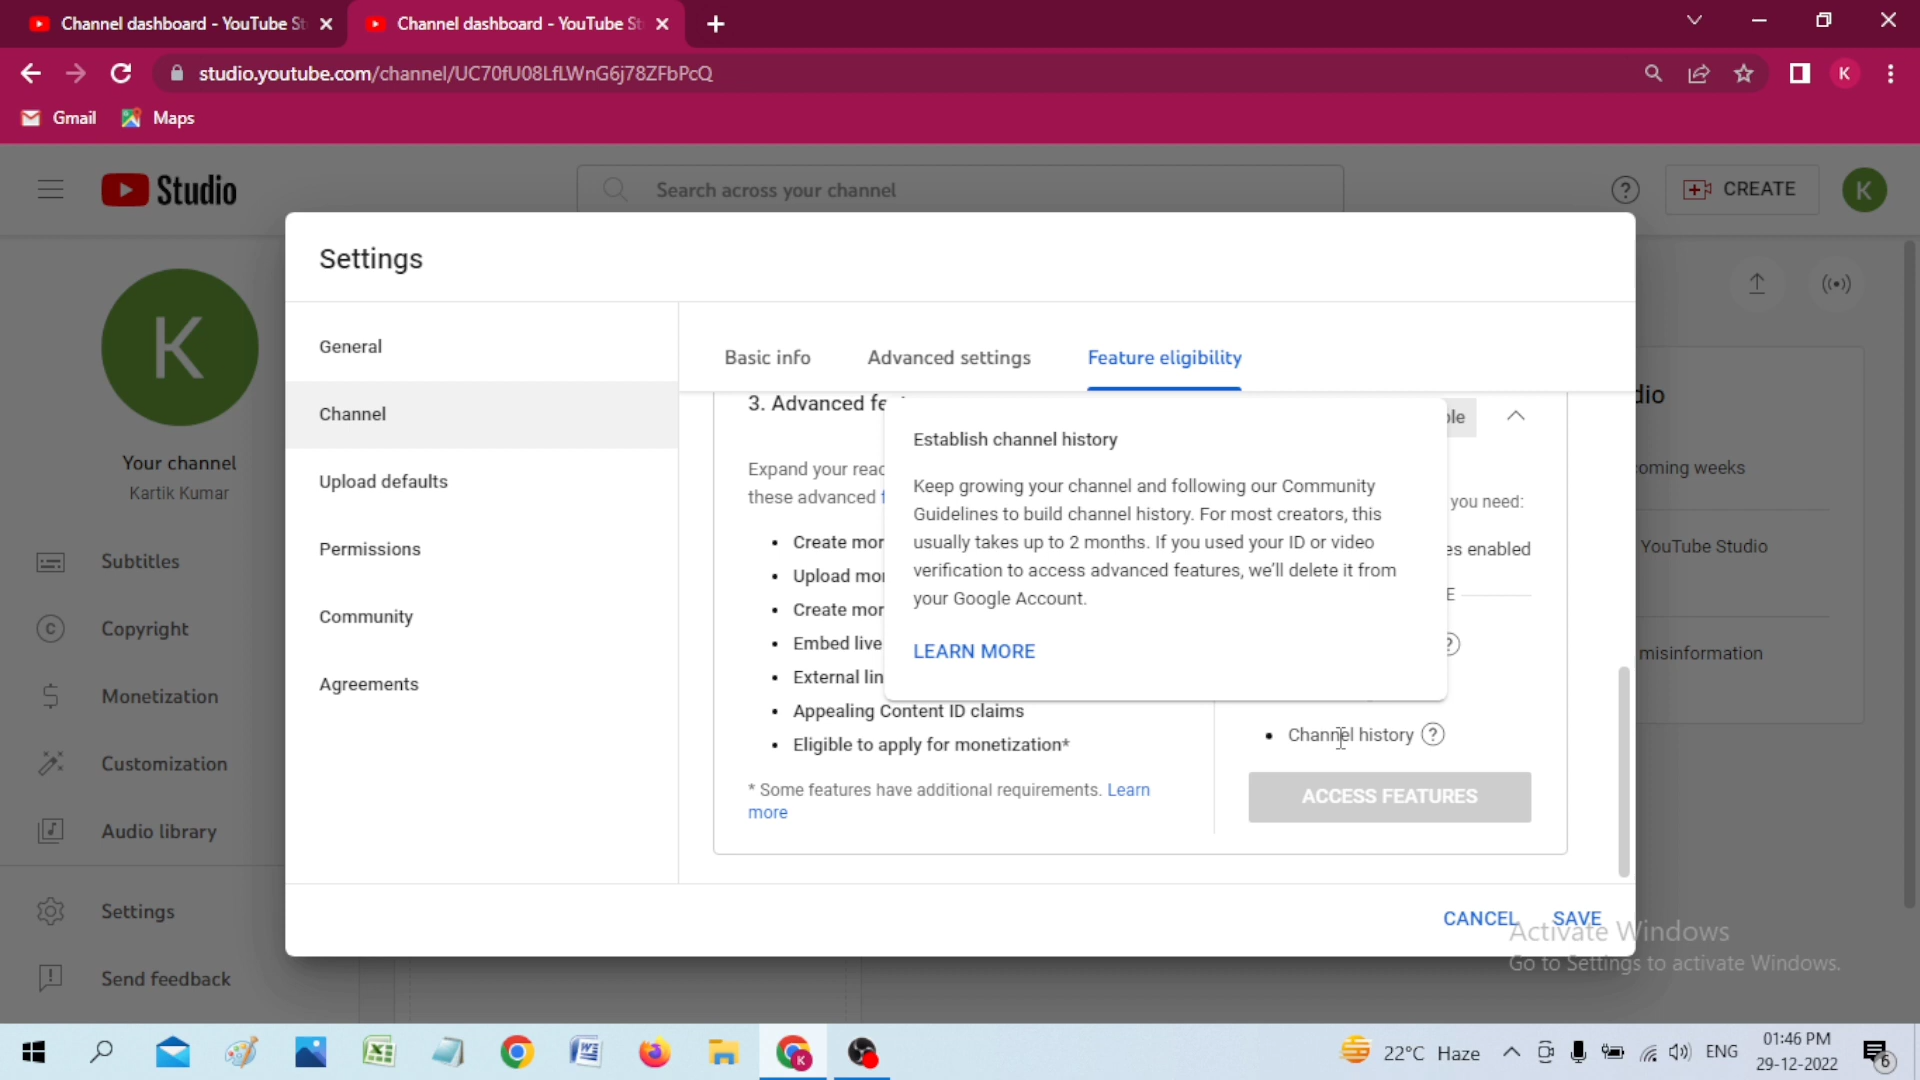 Channel dashboard - YouTube St
Channel dashboard - YouTube St
studio.youtube.com/channel/UC70fU08LfLWnG6j78ZFbPcQ
K
Gmail
Maps
Studio
Search across your channel
CREATE
K
Settings
K
Your channel
Kartik Kumar
Subtitles
Copyright
Monetization
Customization
Audio library
Settings
Send feedback
General
Channel
Upload defaults
Permissions
Community
Agreements
Basic info
Advanced settings
Feature eligibility
3. Advanced fe
Expand your reac
these advanced f
• Create mor
• Upload mor
• Create mor
• Embed live
• External lin
• Appealing Content ID claims
• Eligible to apply for monetization*
* Some features have additional requirements. Learn
more
Establish channel history
Keep growing your channel and following our Community
Guidelines to build channel history. For most creators, this
usually takes up to 2 months. If you used your ID or video
verification to access advanced features, we'll delete it from
your Google Account.
LEARN MORE
ble
you need:
es enabled
E
• Channel history
ACCESS FEATURES
CANCEL
SAVE
dio
oming weeks
YouTube Studio
misinformation
Activate Windows
Go to Settings to activate Windows.
22°C Haze
ENG
01:46 PM
29-12-2022
6